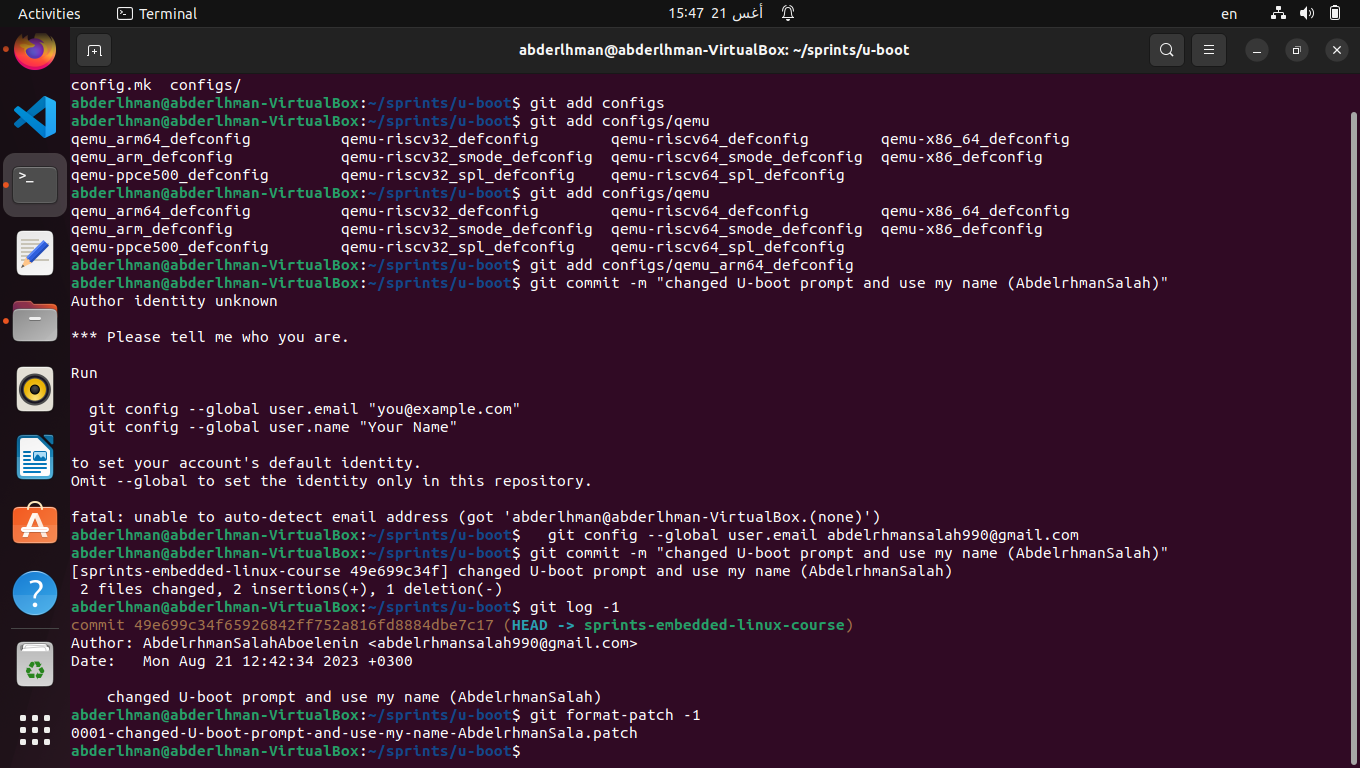 Activities Terminal 15:47 21 أغس en
abderlhman@abderlhman-VirtualBox: ~/sprints/u-boot
config.mk  configs/
abderlhman@abderlhman-VirtualBox:~/sprints/u-boot$ git add configs
abderlhman@abderlhman-VirtualBox:~/sprints/u-boot$ git add configs/qemu
qemu_arm64_defconfig          qemu-riscv32_defconfig        qemu-riscv64_defconfig        qemu-x86_64_defconfig
qemu_arm_defconfig            qemu-riscv32_smode_defconfig  qemu-riscv64_smode_defconfig  qemu-x86_defconfig
qemu-ppce500_defconfig        qemu-riscv32_spl_defconfig    qemu-riscv64_spl_defconfig
abderlhman@abderlhman-VirtualBox:~/sprints/u-boot$ git add configs/qemu
qemu_arm64_defconfig          qemu-riscv32_defconfig        qemu-riscv64_defconfig        qemu-x86_64_defconfig
qemu_arm_defconfig            qemu-riscv32_smode_defconfig  qemu-riscv64_smode_defconfig  qemu-x86_defconfig
qemu-ppce500_defconfig        qemu-riscv32_spl_defconfig    qemu-riscv64_spl_defconfig
abderlhman@abderlhman-VirtualBox:~/sprints/u-boot$ git add configs/qemu_arm64_defconfig
abderlhman@abderlhman-VirtualBox:~/sprints/u-boot$ git commit -m "changed U-boot prompt and use my name (AbdelrhmanSalah)"
Author identity unknown
*** Please tell me who you are.
Run
  git config --global user.email "you@example.com"
  git config --global user.name "Your Name"
to set your account's default identity.
Omit --global to set the identity only in this repository.
fatal: unable to auto-detect email address (got 'abderlhman@abderlhman-VirtualBox.(none)')
abderlhman@abderlhman-VirtualBox:~/sprints/u-boot$   git config --global user.email abdelrhmansalah990@gmail.com
abderlhman@abderlhman-VirtualBox:~/sprints/u-boot$ git commit -m "changed U-boot prompt and use my name (AbdelrhmanSalah)"
[sprints-embedded-linux-course 49e699c34f] changed U-boot prompt and use my name (AbdelrhmanSalah)
 2 files changed, 2 insertions(+), 1 deletion(-)
abderlhman@abderlhman-VirtualBox:~/sprints/u-boot$ git log -1
commit 49e699c34f65926842ff752a816fd8884dbe7c17 (HEAD -> sprints-embedded-linux-course)
Author: AbdelrhmanSalahAboelenin <abdelrhmansalah990@gmail.com>
Date:   Mon Aug 21 12:42:34 2023 +0300
    changed U-boot prompt and use my name (AbdelrhmanSalah)
abderlhman@abderlhman-VirtualBox:~/sprints/u-boot$ git format-patch -1
0001-changed-U-boot-prompt-and-use-my-name-AbdelrhmanSala.patch
abderlhman@abderlhman-VirtualBox:~/sprints/u-boot$